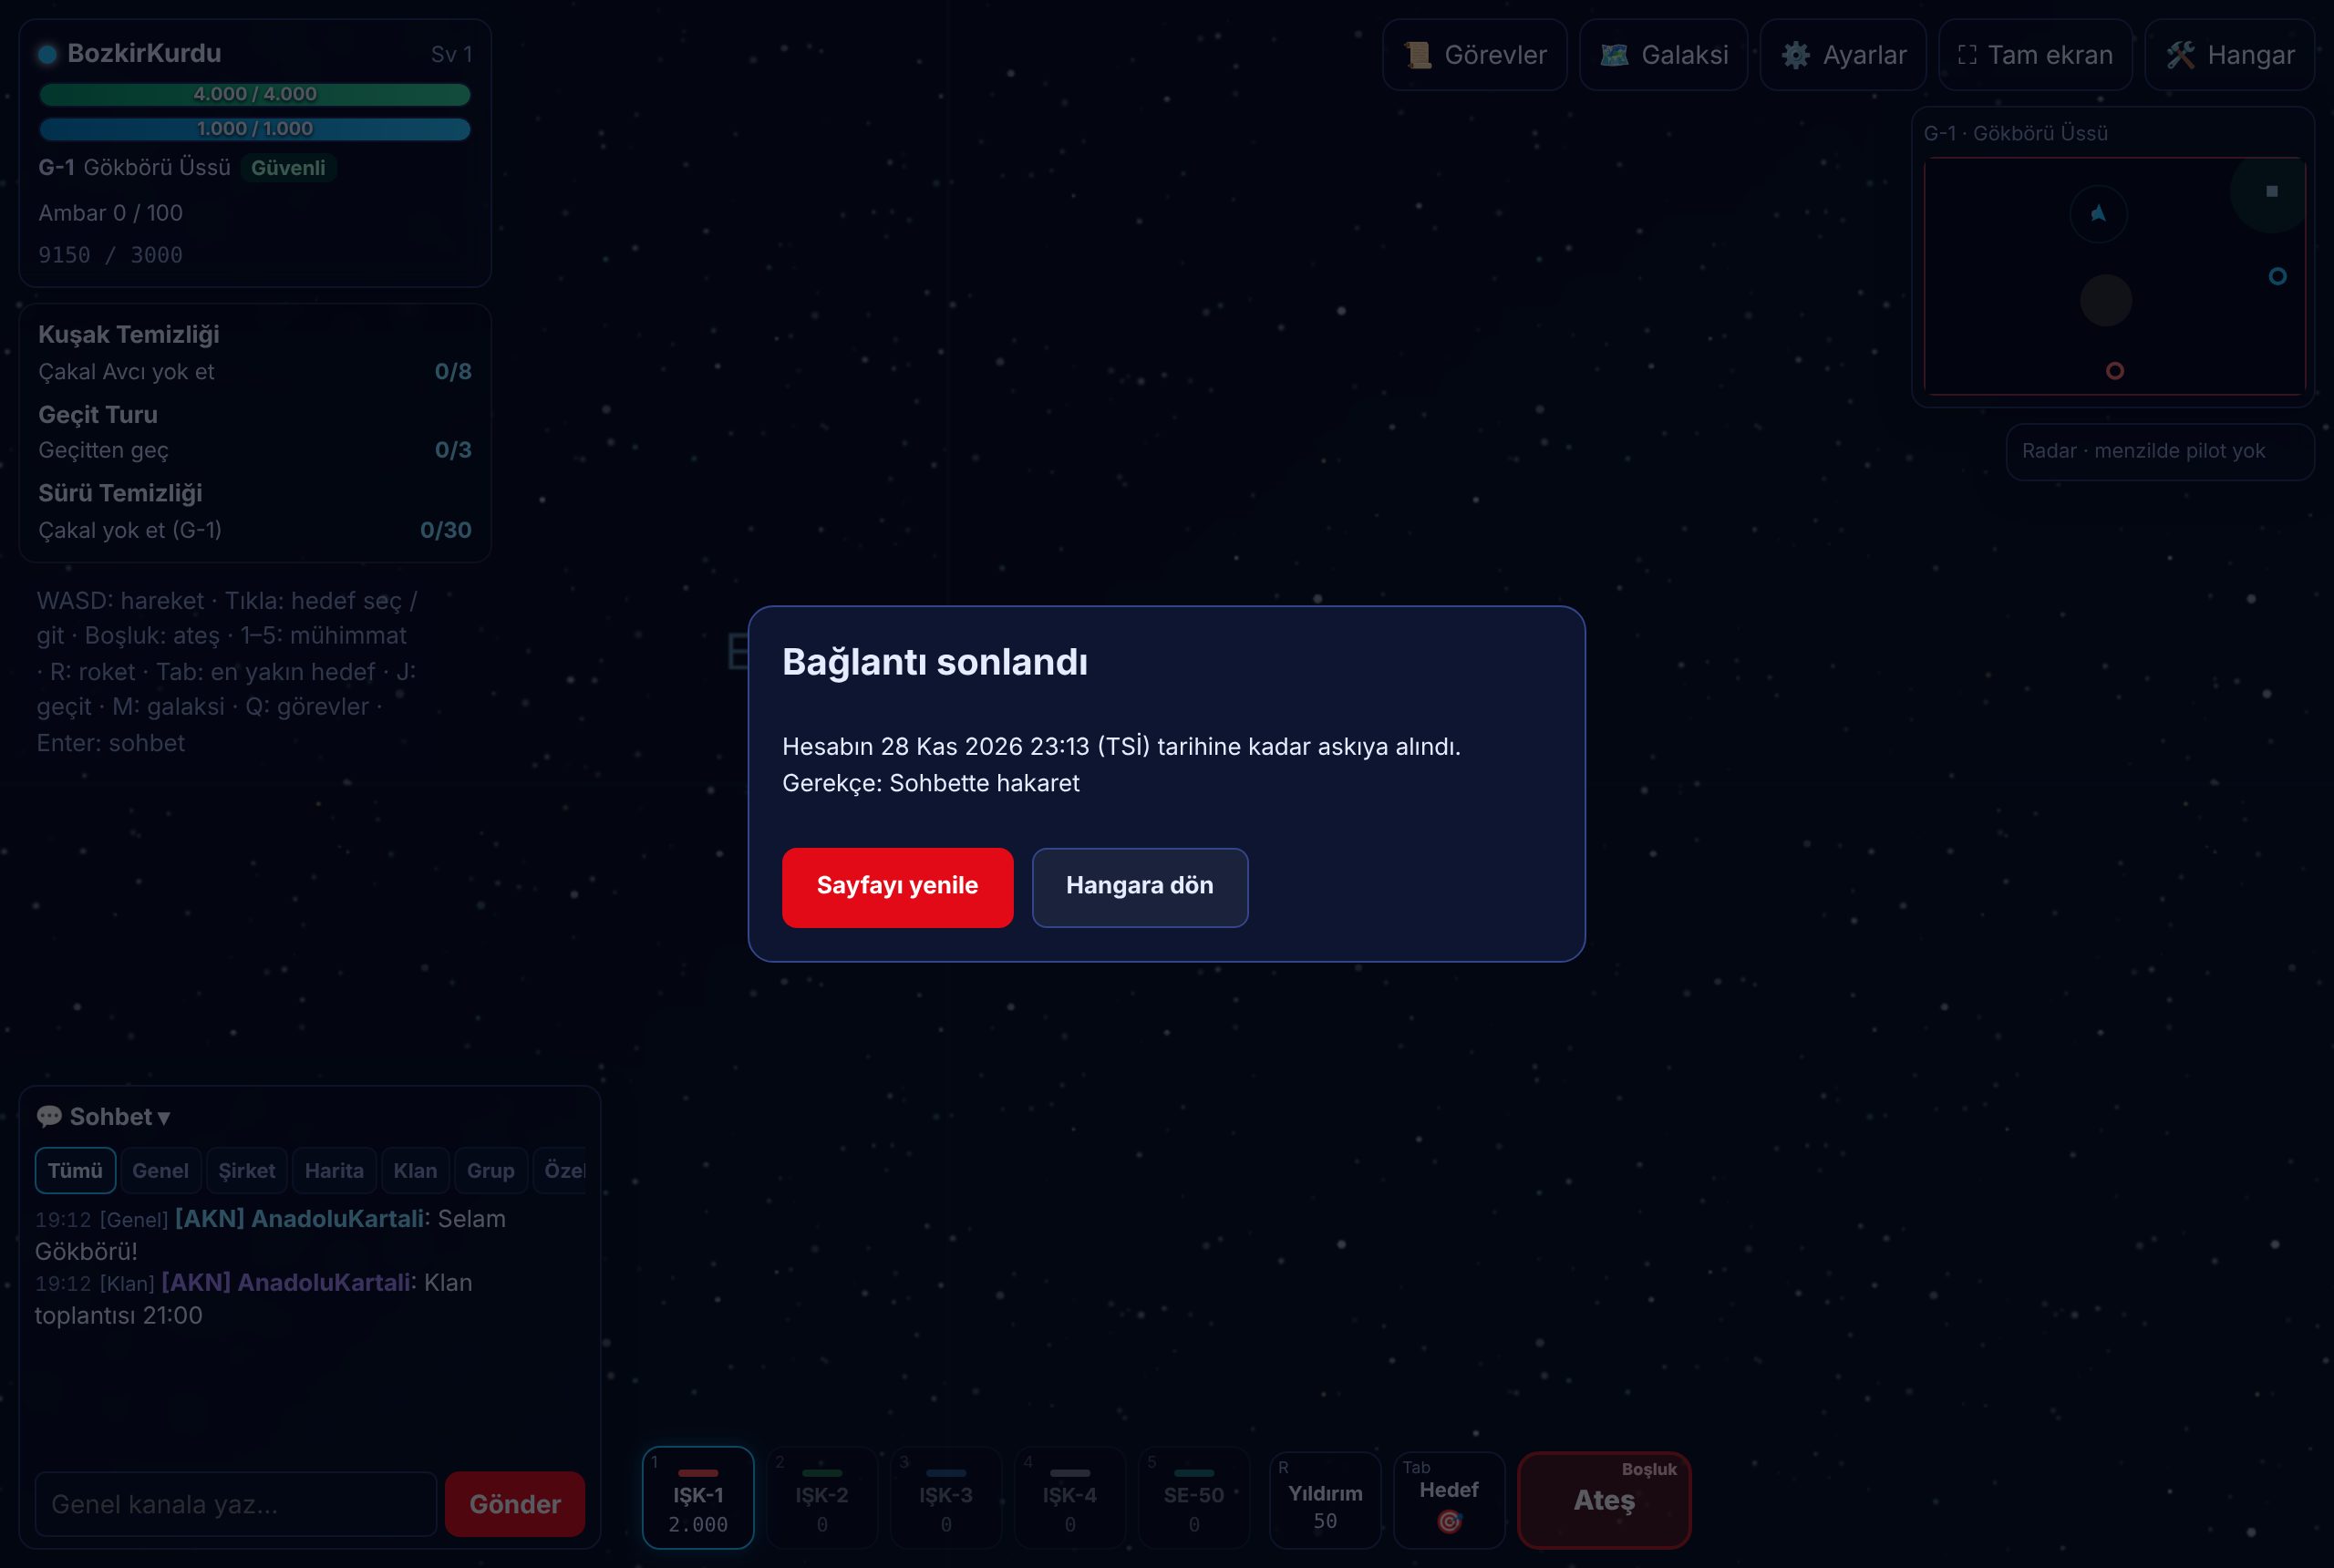 BozkirKurdu Sv 1
4.000 / 4.000
1.000 / 1.000
G-1 Gökbörü Üssü Güvenli
Ambar 0 / 100
9150 / 3000
Kuşak Temizliği
Çakal Avcı yok et 0/8
Geçit Turu
Geçitten geç 0/3
Sürü Temizliği
Çakal yok et (G-1) 0/30
WASD: hareket · Tıkla: hedef seç /
git · Boşluk: ateş · 1–5: mühimmat
· R: roket · Tab: en yakın hedef · J:
geçit · M: galaksi · Q: görevler ·
Enter: sohbet
Görevler Galaksi Ayarlar Tam ekran Hangar
G-1 · Gökbörü Üssü
Radar · menzilde pilot yok
Bağlantı sonlandı
Hesabın 28 Kas 2026 23:13 (TSİ) tarihine kadar askıya alındı.
Gerekçe: Sohbette hakaret
Sayfayı yenile Hangara dön
Sohbet ▾
Tümü Genel Şirket Harita Klan Grup Özel
19:12 [Genel] [AKN] AnadoluKartali: Selam
Gökbörü!
19:12 [Klan] [AKN] AnadoluKartali: Klan
toplantısı 21:00
Genel kanala yaz... Gönder
1 IŞK-1 2.000
2 IŞK-2 0
3 IŞK-3 0
4 IŞK-4 0
5 SE-50 0
R Yıldırım 50
Tab Hedef
Boşluk Ateş